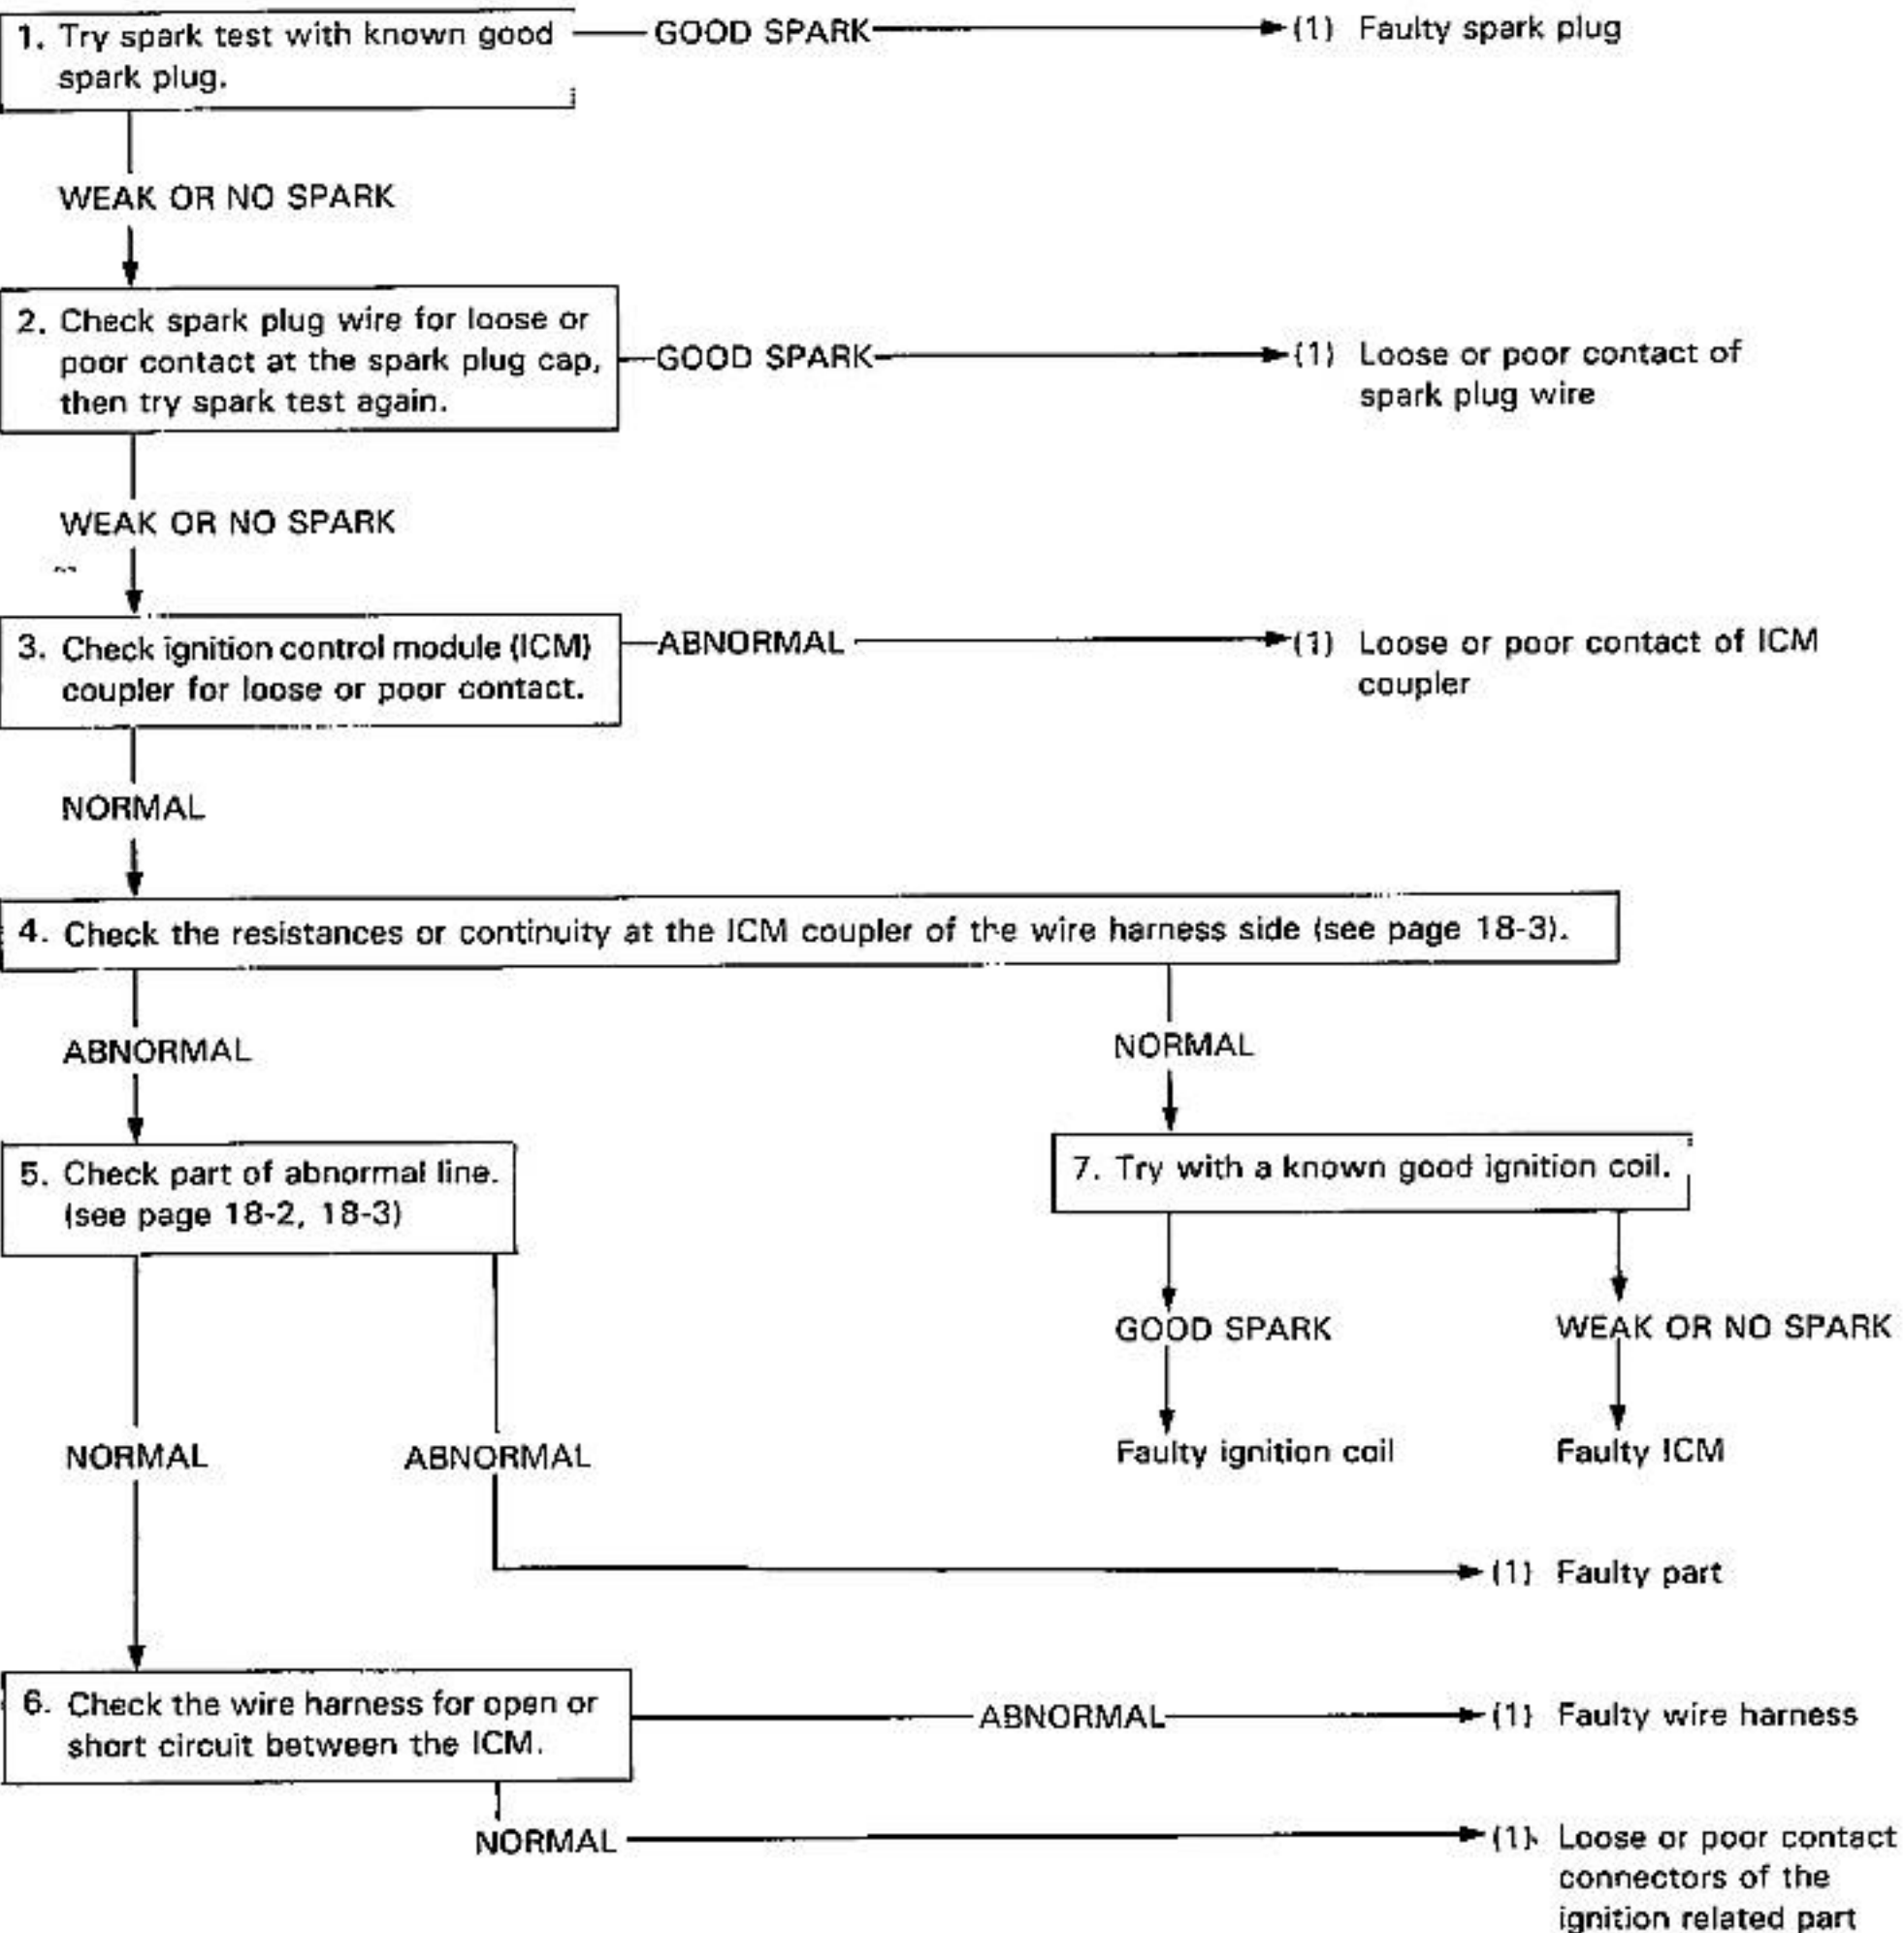 1. Try spark test with known good
spark plug.
GOOD SPARK
(1) Faulty spark plug
WEAK OR NO SPARK
2. Check spark plug wire for loose or
poor contact at the spark plug cap,
then try spark test again.
GOOD SPARK
(1) Loose or poor contact of
spark plug wire
WEAK OR NO SPARK
3. Check ignition control module (ICM)
coupler for loose or poor contact.
ABNORMAL
(1) Loose or poor contact of ICM
coupler
NORMAL
4. Check the resistances or continuity at the ICM coupler of the wire harness side (see page 18-3).
ABNORMAL
NORMAL
5. Check part of abnormal line.
(see page 18-2, 18-3)
7. Try with a known good ignition coil.
GOOD SPARK
WEAK OR NO SPARK
Faulty ignition coil
Faulty ICM
NORMAL
ABNORMAL
(1) Faulty part
6. Check the wire harness for open or
short circuit between the ICM.
ABNORMAL
(1) Faulty wire harness
NORMAL
(1) Loose or poor contact
connectors of the
ignition related part